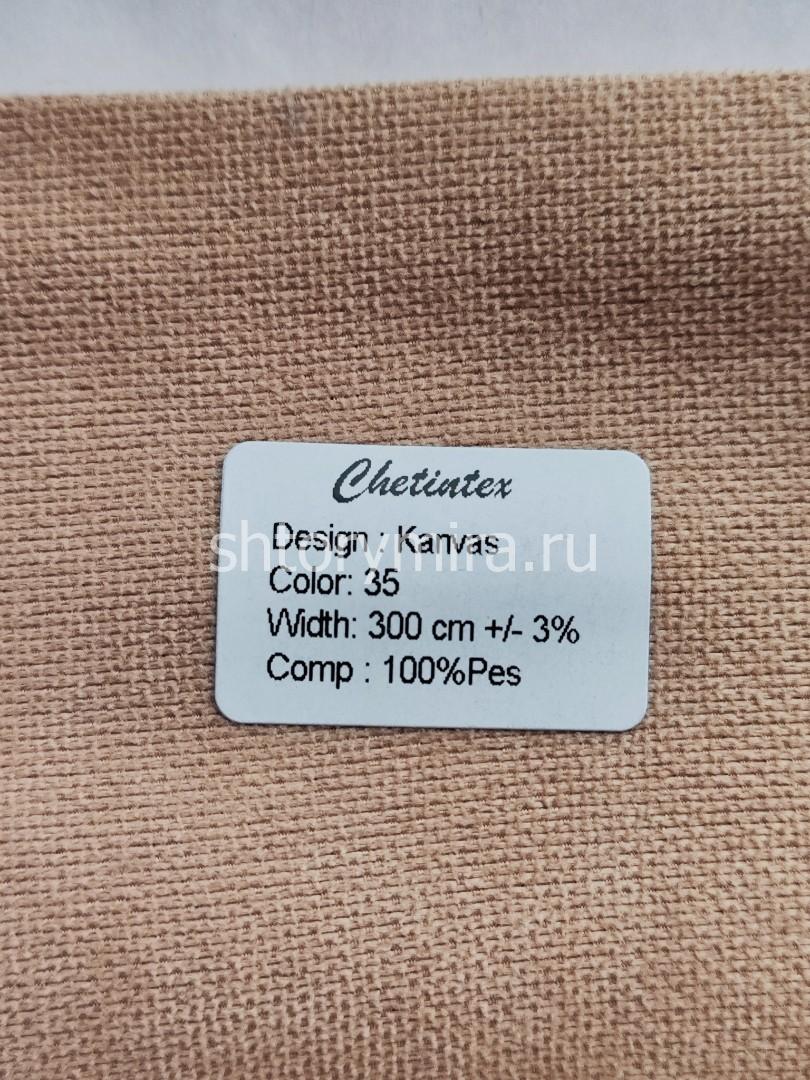 Chetintex
Design : Kanvas
shtorymira.ru
Color: 35
Width: 300 cm +/- 3%
Comp : 100%Pes